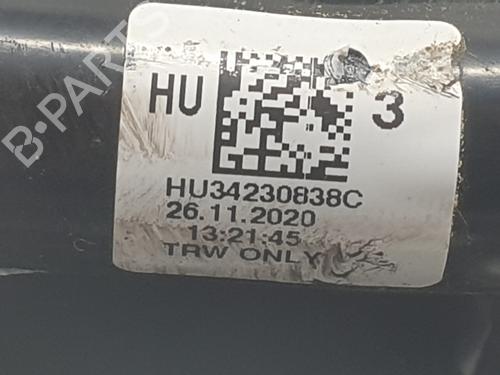 B-PARTS
HU 3
HU34230838C
26.11.2020
13:21:45
TRW ONLY